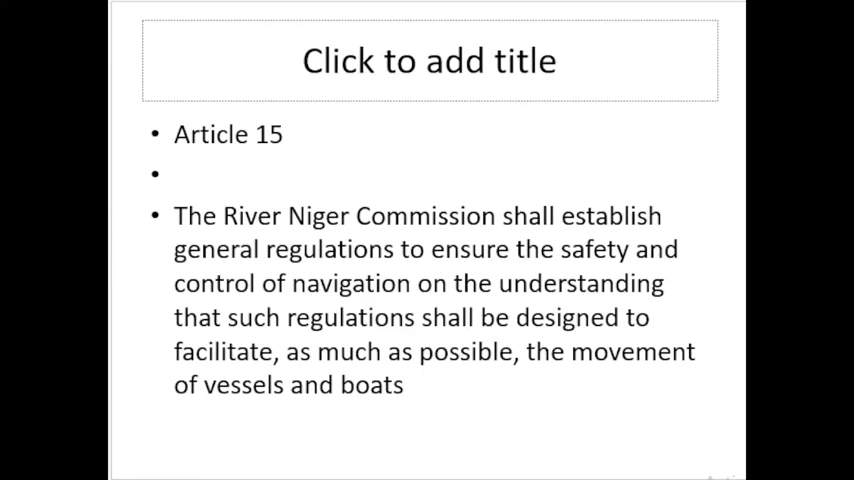 Click to add title
• Article 15
•
• The River Niger Commission shall establish
general regulations to ensure the safety and
control of navigation on the understanding
that such regulations shall be designed to
facilitate, as much as possible, the movement
of vessels and boats